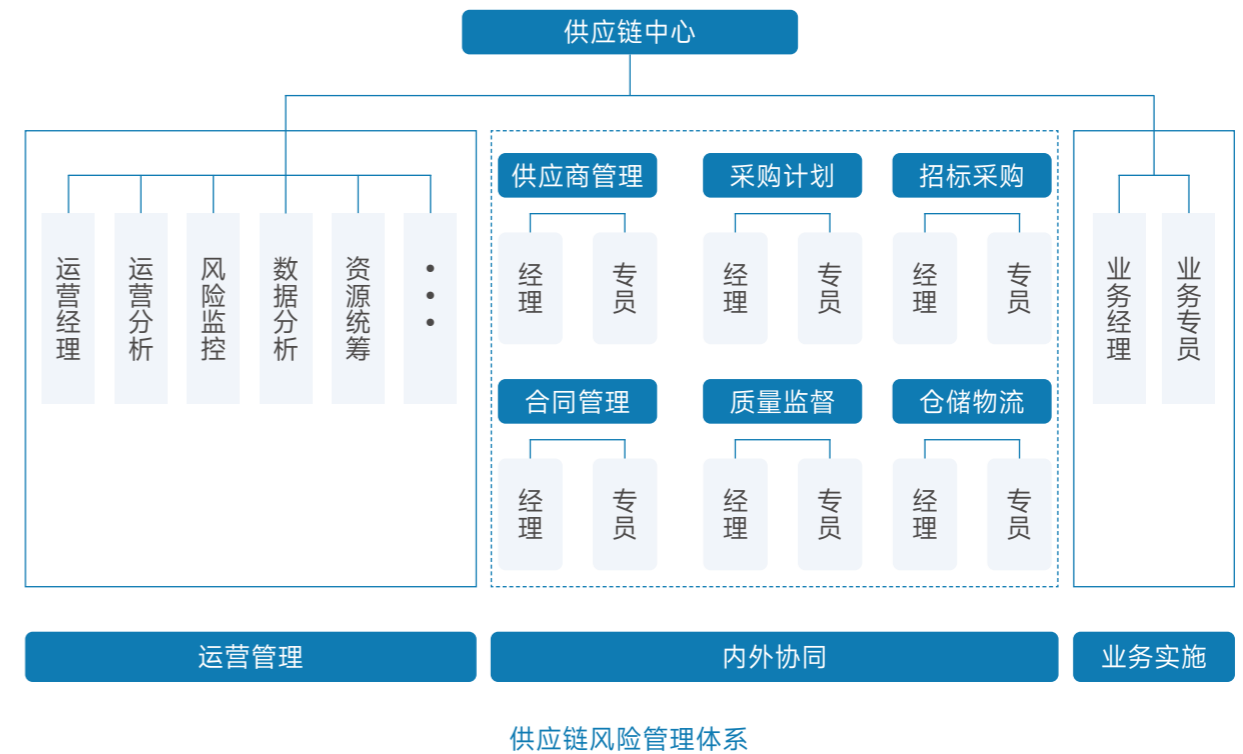 供应链中心
运营经理
运营分析
风险监控
数据分析
资源统筹
•••
供应商管理
经理
专员
采购计划
经理
专员
招标采购
经理
专员
合同管理
经理
专员
质量监督
经理
专员
仓储物流
经理
专员
业务经理
业务专员
运营管理
内外协同
业务实施
供应链风险管理体系